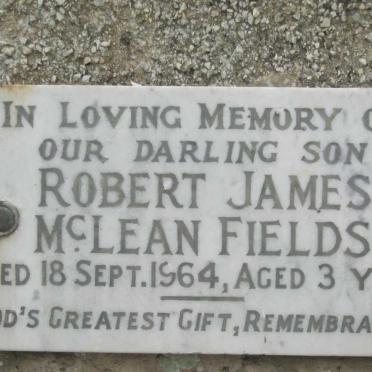 IN LOVING MEMORY O
OUR DARLING SON
ROBERT JAMES
MCLEAN FIELDS
ED 18 SEPT. 1964, AGED 3 Y
OD'S GREATEST GIFT, REMEMBRA